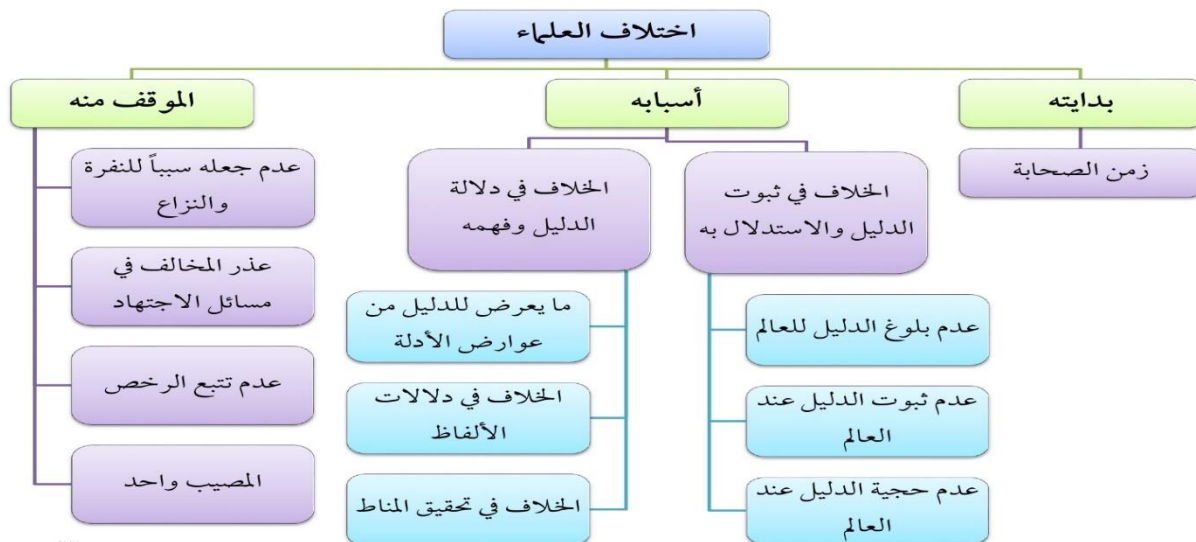 اختلاف العلماء
بدايته
زمن الصحابة
أسبابه
الخلاف في ثبوت
الدليل والاستدلال به
عدم بلوغ الدليل للعالم
عدم ثبوت الدليل عند
العالم
عدم حجية الدليل عند
العالم
الخلاف في دلالة
الدليل وفهمه
ما يعرض للدليل من
عوارض الأدلة
الخلاف في دلالات
الألفاظ
الخلاف في تحقيق المناط
الموقف منه
عدم جعله سبباً للنفرة
والنزاع
عذر المخالف في
مسائل الاجتهاد
عدم تتبع الرخص
المصيب واحد